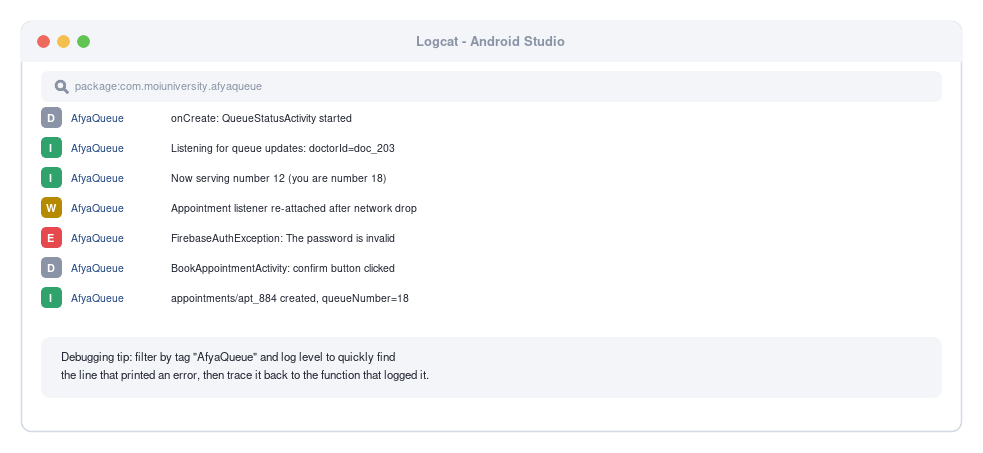 Logcat - Android Studio
package:com.moiuniversity.afyaqueue
D AfyaQueue onCreate: QueueStatusActivity started
I AfyaQueue Listening for queue updates: doctorId=doc_203
I AfyaQueue Now serving number 12 (you are number 18)
W AfyaQueue Appointment listener re-attached after network drop
E AfyaQueue FirebaseAuthException: The password is invalid
D AfyaQueue BookAppointmentActivity: confirm button clicked
I AfyaQueue appointments/apt_884 created, queueNumber=18
Debugging tip: filter by tag "AfyaQueue" and log level to quickly find
the line that printed an error, then trace it back to the function that logged it.